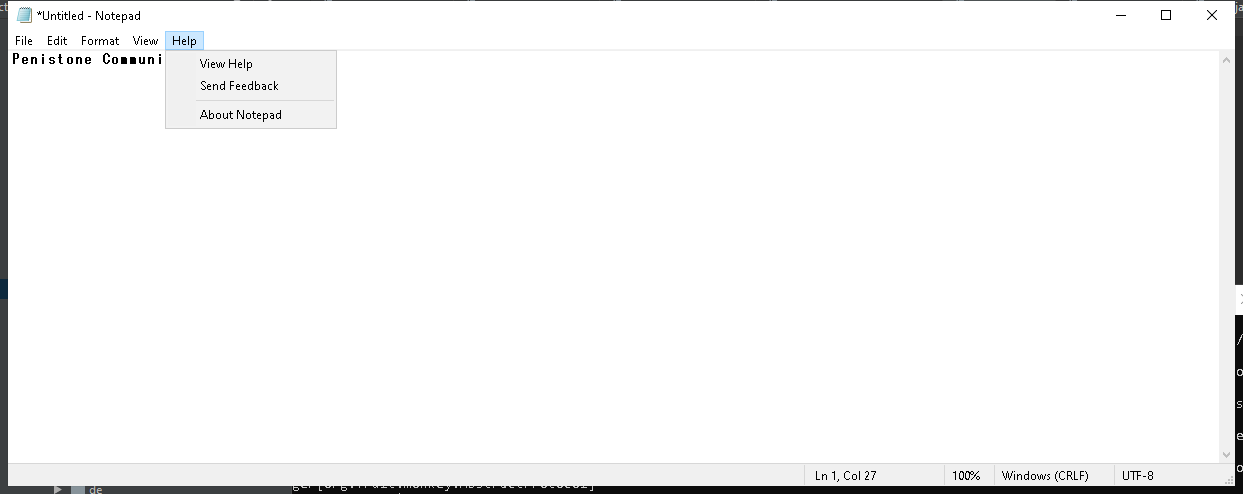 *Untitled - Notepad
File Edit Format View Help
Penistone Communi
View Help
Send Feedback
About Notepad
Ln 1, Col 27 100% Windows (CRLF) UTF-8
de